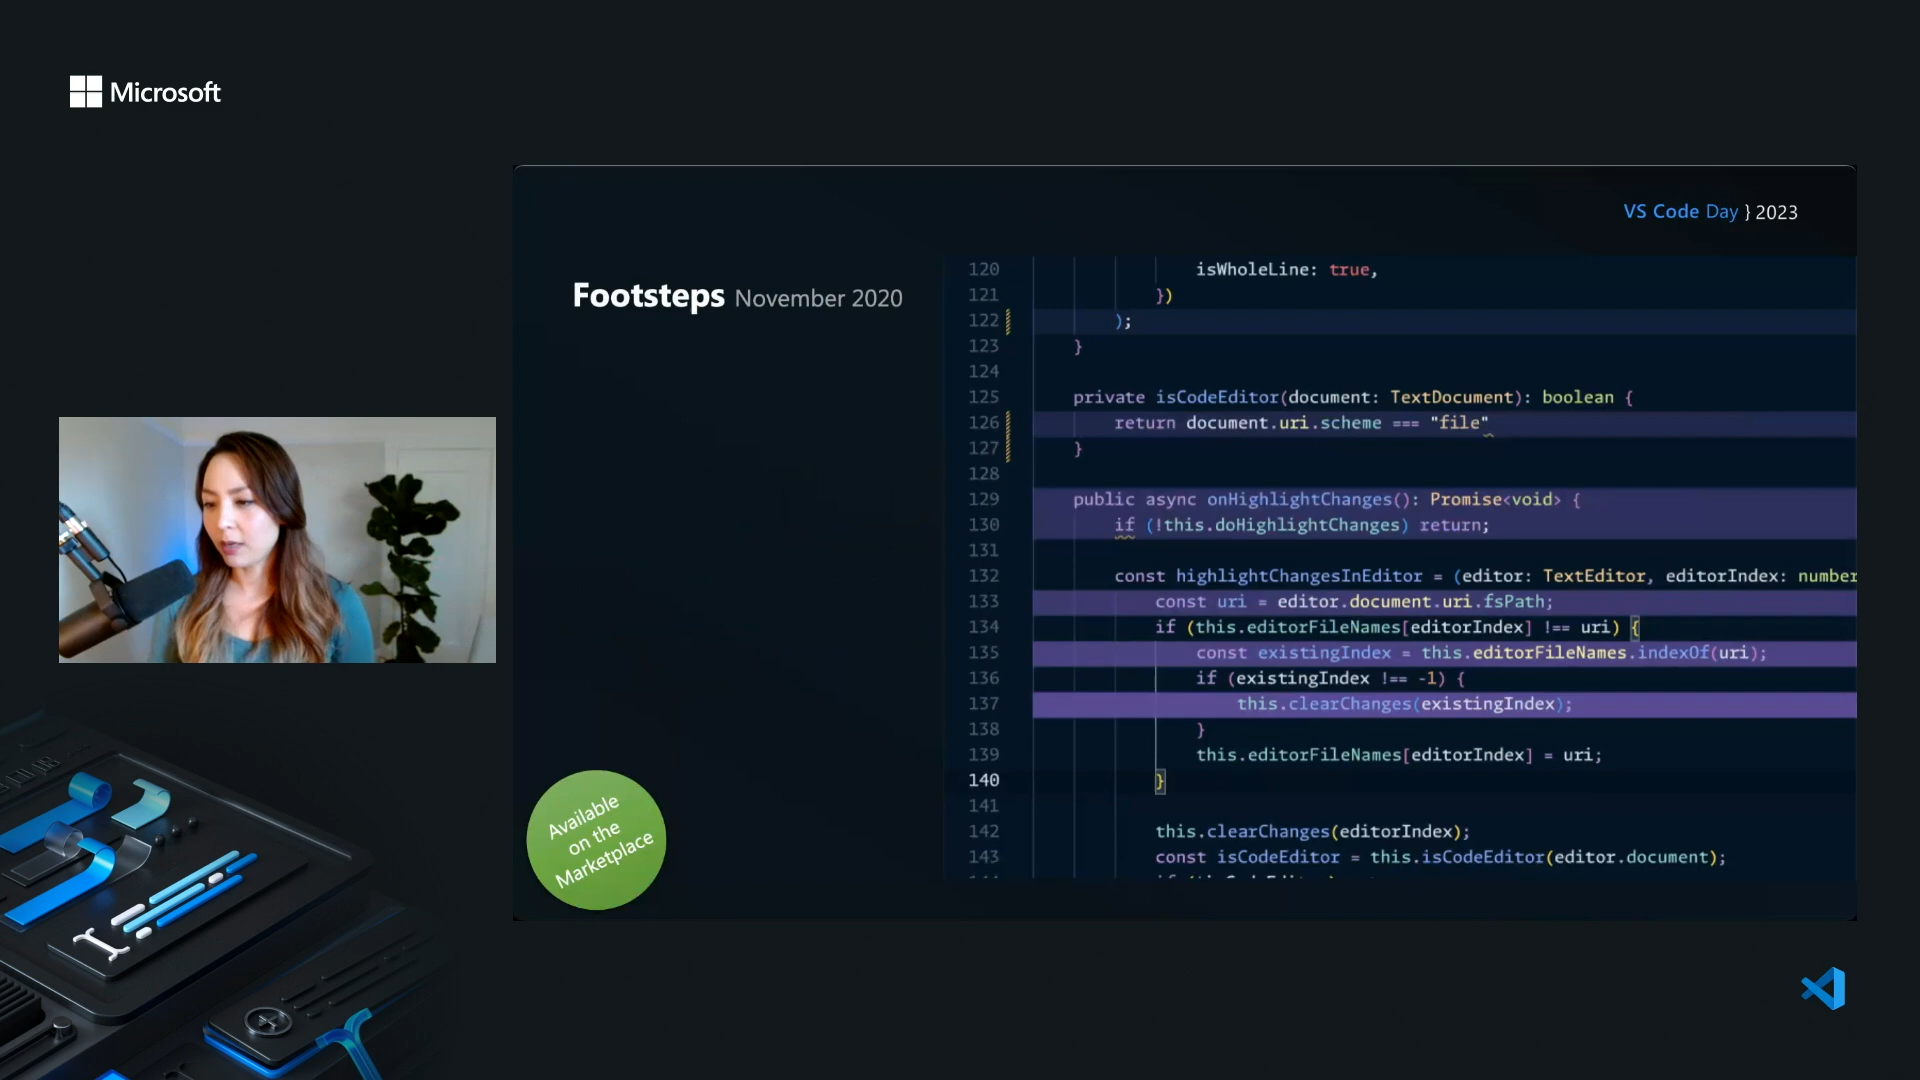 Microsoft
VS Code Day } 2023
Footsteps November 2020
120 isWholeLine: true,
121 })
122 );
123 }
124
125 private isCodeEditor(document: TextDocument): boolean {
126 return document.uri.scheme === "file"
127 }
128
129 public async onHighlightChanges(): Promise<void> {
130 if (!this.doHighlightChanges) return;
131
132 const highlightChangesInEditor = (editor: TextEditor, editorIndex: number
133 const uri = editor.document.uri.fsPath;
134 if (this.editorFileNames[editorIndex] !== uri) {
135 const existingIndex = this.editorFileNames.indexOf(uri);
136 if (existingIndex !== -1) {
137 this.clearChanges(existingIndex);
138 }
139 this.editorFileNames[editorIndex] = uri;
140 }
141
142 this.clearChanges(editorIndex);
143 const isCodeEditor = this.isCodeEditor(editor.document);
Available
on the
Marketplace